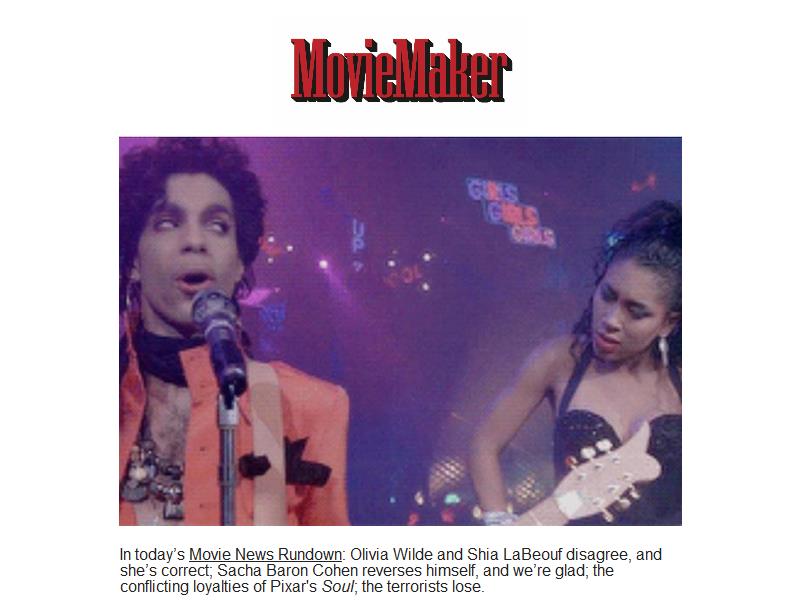 MovieMaker
GIRLS
GIRLS
GIRLS
UP
In today's Movie News Rundown: Olivia Wilde and Shia LaBeouf disagree, and
she's correct; Sacha Baron Cohen reverses himself, and we're glad; the
conflicting loyalties of Pixar's Soul; the terrorists lose.